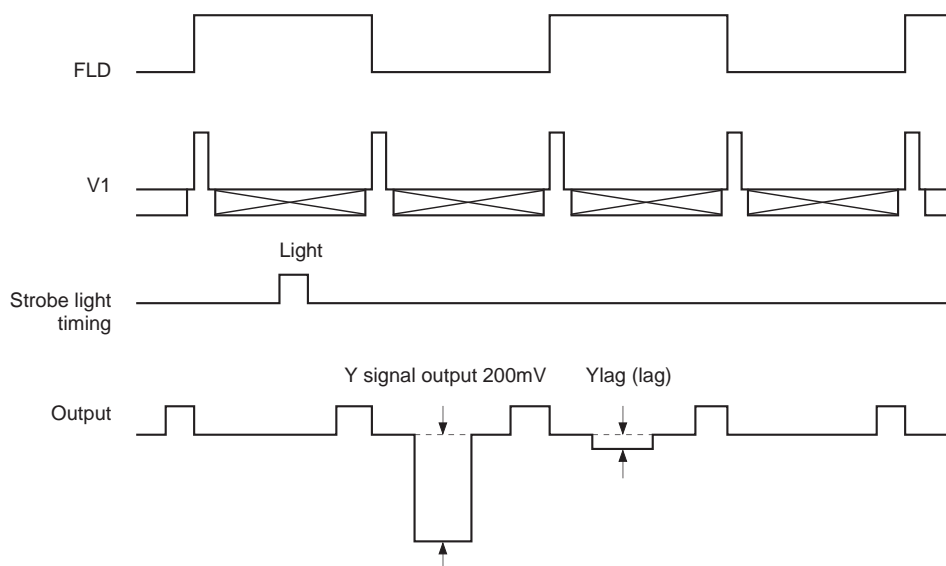 FLD
V1
Light
Strobe light
timing
Y signal output 200mV
Ylag (lag)
Output